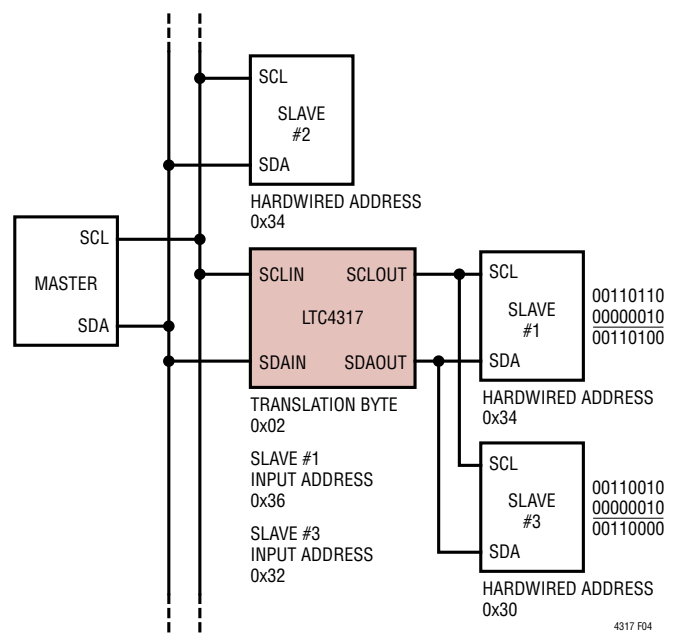 SCL
SLAVE
#2
SDA
HARDWIRED ADDRESS
0x34
SCL
MASTER
SDA
SCLIN SCLOUT
LTC4317
SDAIN SDAOUT
TRANSLATION BYTE
0x02
SLAVE #1
INPUT ADDRESS
0x36
SLAVE #3
INPUT ADDRESS
0x32
SCL
SLAVE
#1
SDA
00110110
00000010
00110100
HARDWIRED ADDRESS
0x34
SCL
SLAVE
#3
SDA
00110010
00000010
00110000
HARDWIRED ADDRESS
0x30
4317 F04